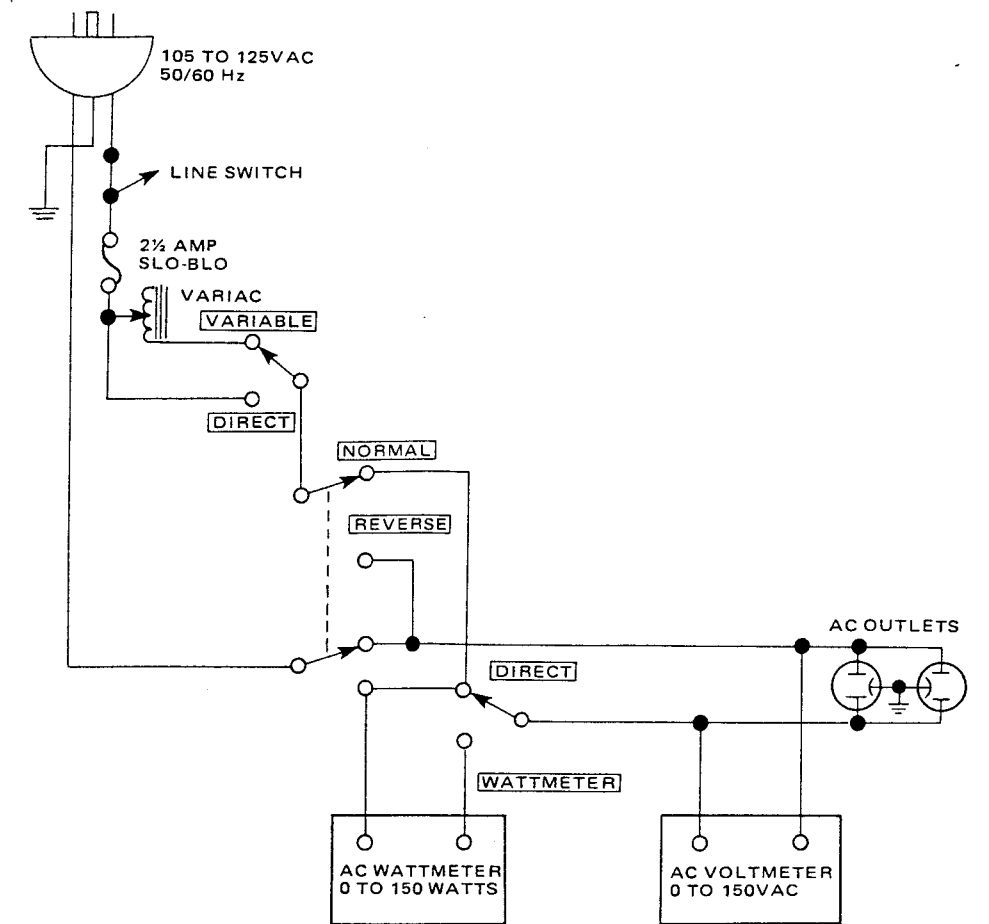 105 TO 125VAC
50/60 Hz
LINE SWITCH
2½ AMP
SLO-BLO
VARIAC
VARIABLE
DIRECT
NORMAL
REVERSE
AC OUTLETS
DIRECT
WATTMETER
AC WATTMETER
0 TO 150 WATTS
AC VOLTMETER
0 TO 150VAC